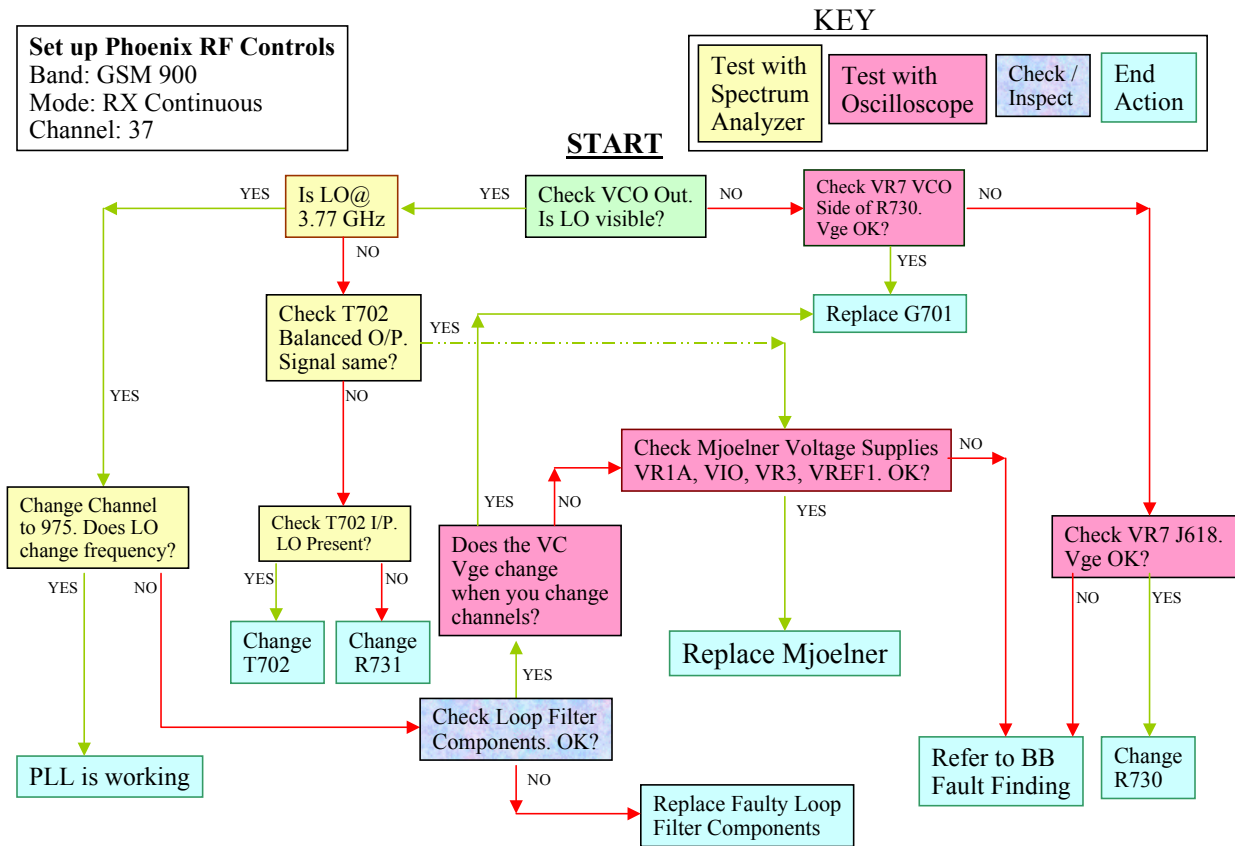 KEY
Set up Phoenix RF Controls
Band: GSM 900
Mode: RX Continuous
Channel: 37
Test with
Spectrum
Analyzer
Test with
Oscilloscope
Check /
Inspect
End
Action
START
YES
Is LO@
3.77 GHz
YES
Check VCO Out.
Is LO visible?
NO
Check VR7 VCO
Side of R730.
Vge OK?
NO
NO
YES
Check T702
Balanced O/P.
Signal same?
YES
Replace G701
YES
NO
Check Mjoelner Voltage Supplies
VR1A, VIO, VR3, VREF1. OK?
NO
YES
NO
YES
Change Channel
to 975. Does LO
change frequency?
Check T702 I/P.
LO Present?
Does the VC
Vge change
when you change
channels?
Check VR7 J618.
Vge OK?
YES
NO
YES
NO
NO
YES
Change
T702
Change
R731
Replace Mjoelner
YES
Check Loop Filter
Components. OK?
PLL is working
Refer to BB
Fault Finding
Change
R730
NO
Replace Faulty Loop
Filter Components